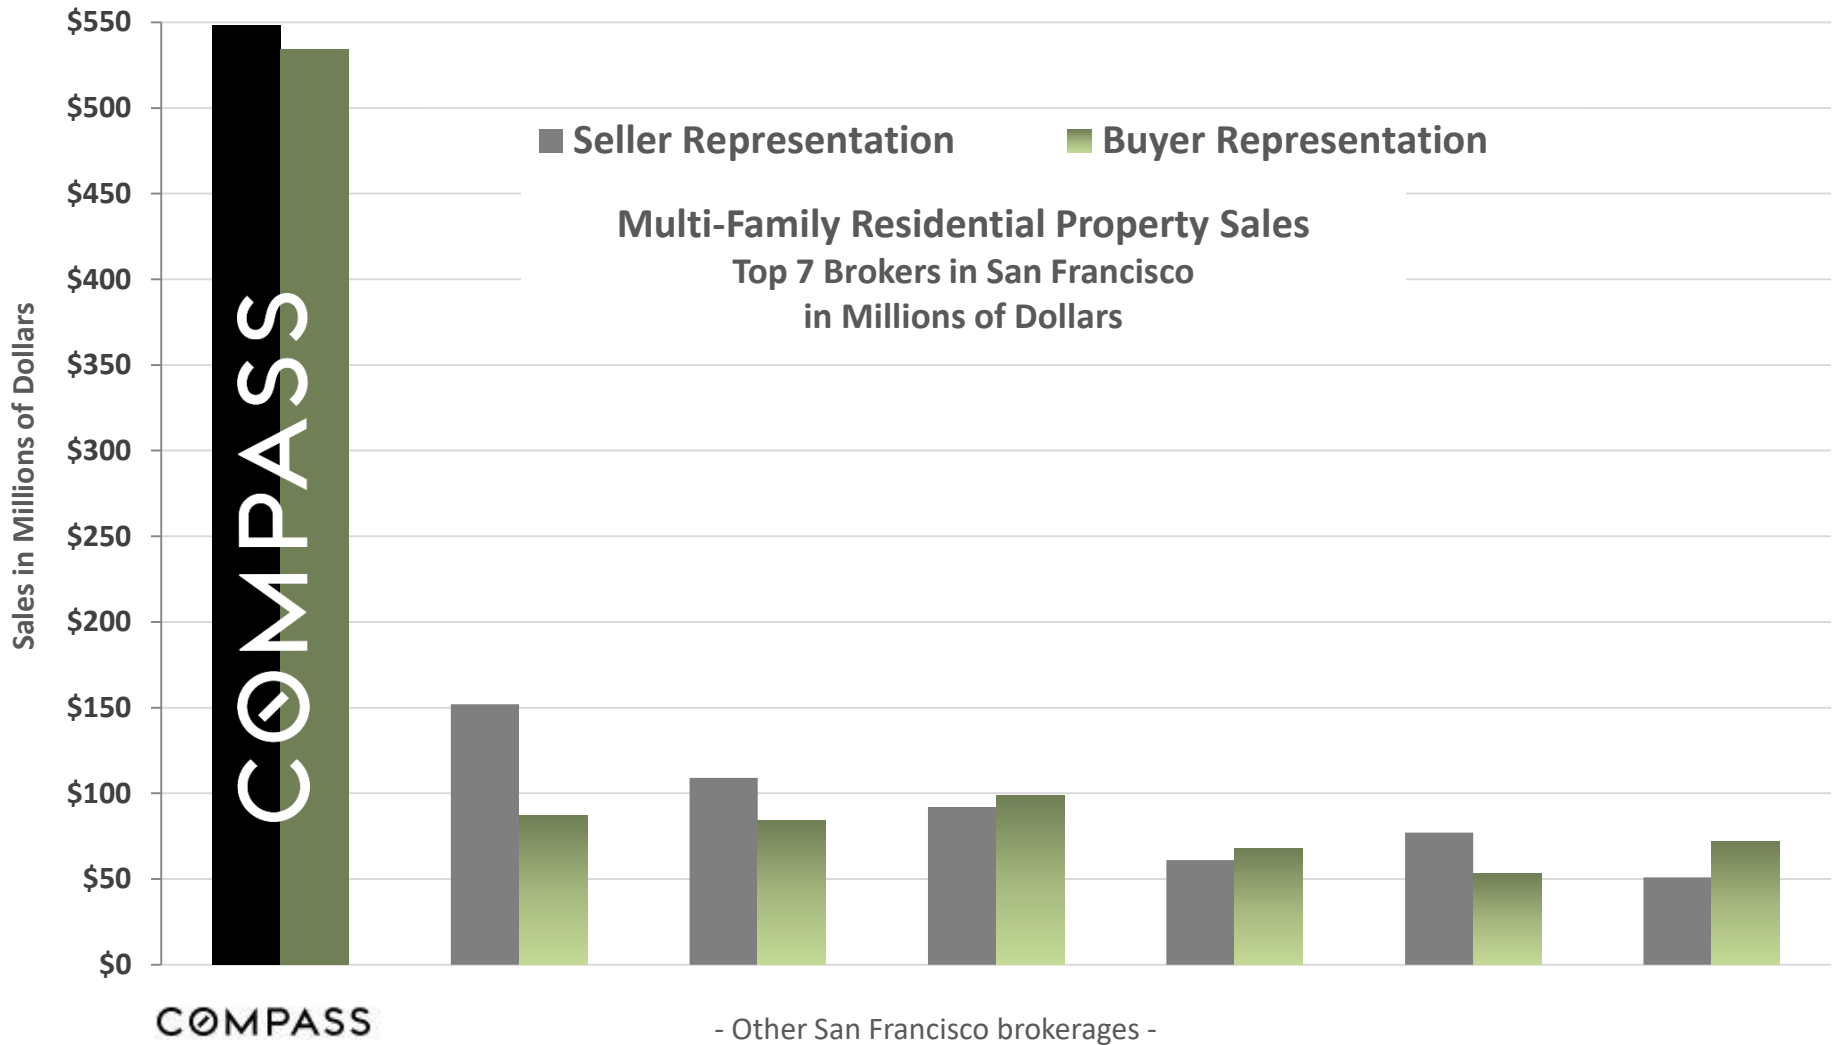 $550
$500
$450
$400
$350
$300
$250
$200
$150
$100
$50
$0
Sales in Millions of Dollars
Seller Representation
Buyer Representation
Multi-Family Residential Property Sales
Top 7 Brokers in San Francisco
in Millions of Dollars
COMPASS
COMPASS
- Other San Francisco brokerages -